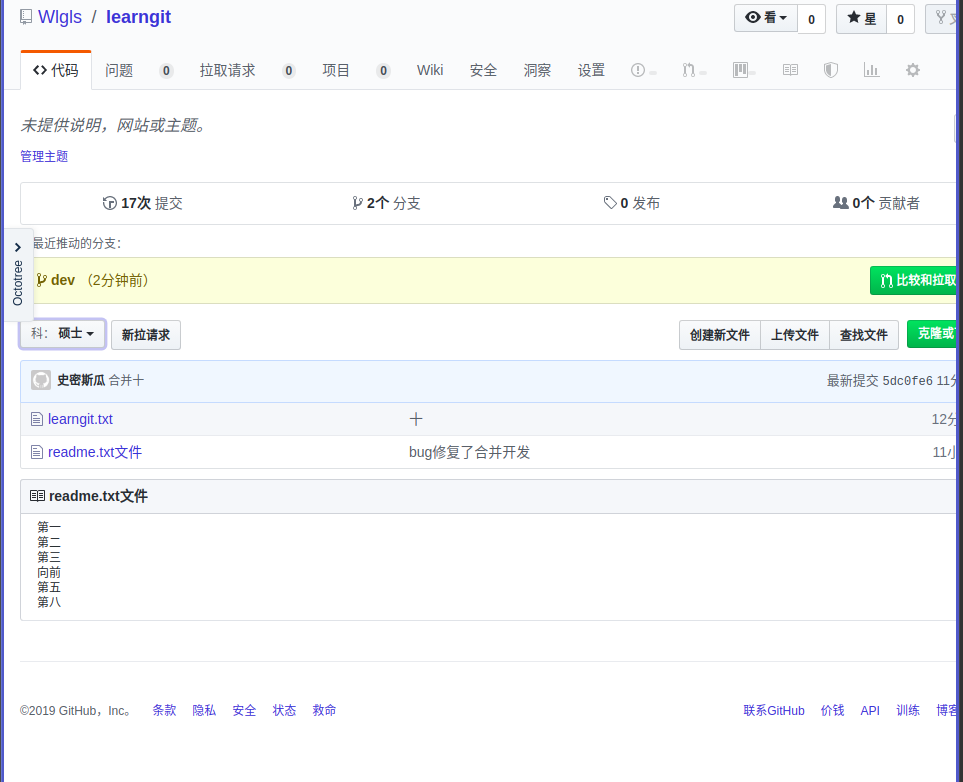 Wlgls / learngit 看 0 星 0
代码 问题 0 拉取请求 0 项目 0 Wiki 安全 洞察 设置
未提供说明，网站或主题。
管理主题
17次 提交 2个 分支 0 发布 0个 贡献者
最近推动的分支：
Octotree
dev （2分钟前） 比较和拉取
科： 硕士 新拉请求 创建新文件 上传文件 查找文件 克隆或
史密斯瓜 合并十 最新提交 5dc0fe6 11分
learngit.txt 十 12分
readme.txt文件 bug修复了合并开发 11小
readme.txt文件
第一
第二
第三
向前
第五
第八
©2019 GitHub，Inc。 条款 隐私 安全 状态 救命 联系GitHub 价钱 API 训练 博客